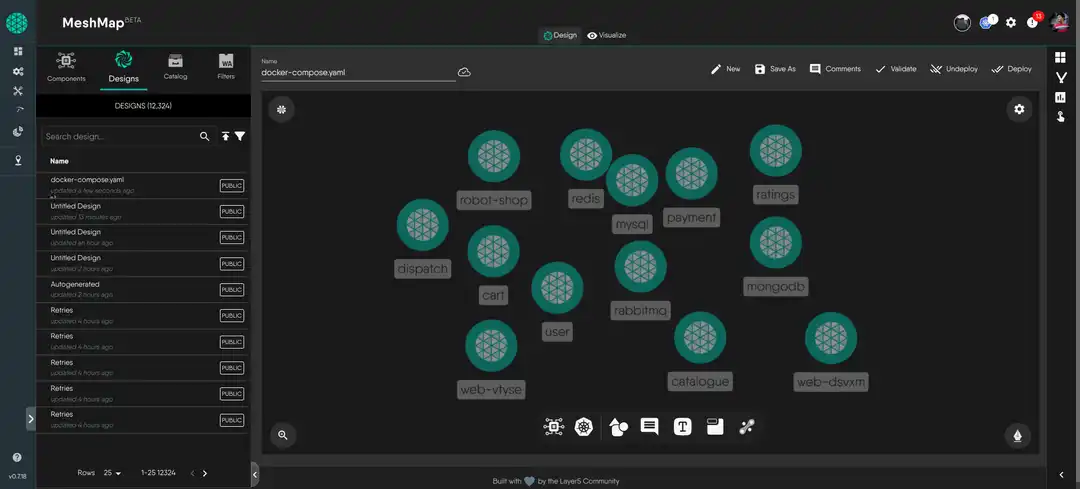 MeshMap BETA
1
13
Design
Visualize
Components
Designs
Catalog
WA
Filters
Name
docker-compose.yaml
New
Save As
Comments
Validate
Undeploy
Deploy
DESIGNS (12,324)
Search design...
Name
docker-compose.yaml
updated a few seconds ago
PUBLIC
Untitled Design
updated 13 minutes ago
PUBLIC
Untitled Design
updated an hour ago
PUBLIC
Untitled Design
updated 2 hours ago
PUBLIC
Autogenerated
updated 2 hours ago
PUBLIC
Retries
updated 4 hours ago
PUBLIC
Retries
updated 4 hours ago
PUBLIC
Retries
updated 4 hours ago
PUBLIC
Retries
updated 4 hours ago
PUBLIC
Retries
updated 4 hours ago
PUBLIC
Rows 25 1-25 12324
v0.7.18
robot-shop
redis
mysql
payment
ratings
dispatch
cart
user
rabbitmq
mongodb
web-vtyse
catalogue
web-dsvxm
T
Built with by the Layer5 Community